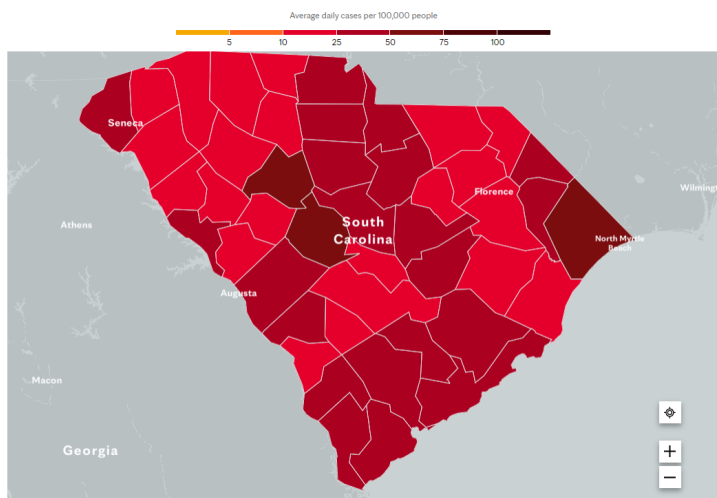 Average daily cases per 100,000 people
5 10 25 50 75 100
Seneca
Florence
Wilmingt
Athens
South
Carolina
North Myrtle
Beach
Augusta
Macon
Georgia